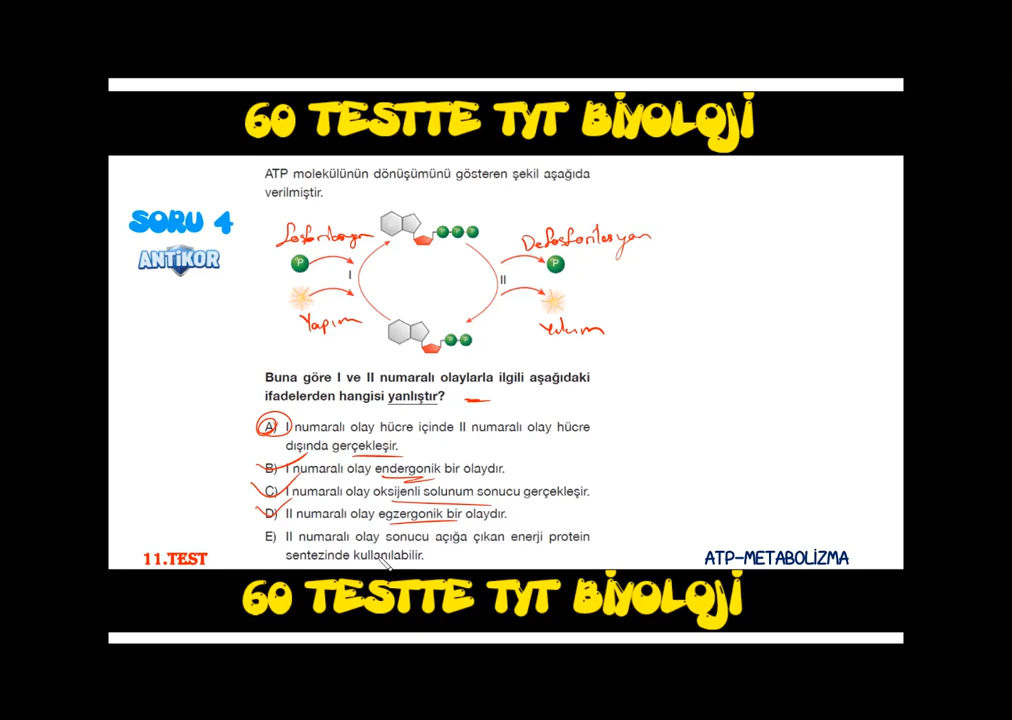 60 TESTTE TYT BİYOLOJİ
ATP molekülünün dönüşümünü gösteren şekil aşağıda
verilmiştir.
SORU 4
ANTİKOR
fosforilasyon
Defosforilasyon
P
P
I
II
Yapım
Yıkım
P P P
P P
Buna göre I ve II numaralı olaylarla ilgili aşağıdaki
ifadelerden hangisi yanlıştır?
A) I numaralı olay hücre içinde II numaralı olay hücre
dışında gerçekleşir.
B) I numaralı olay endergonik bir olaydır.
C) I numaralı olay oksijenli solunum sonucu gerçekleşir.
D) II numaralı olay egzergonik bir olaydır.
E) II numaralı olay sonucu açığa çıkan enerji protein
sentezinde kullanılabilir.
11.TEST
ATP-METABOLİZMA
60 TESTTE TYT BİYOLOJİ